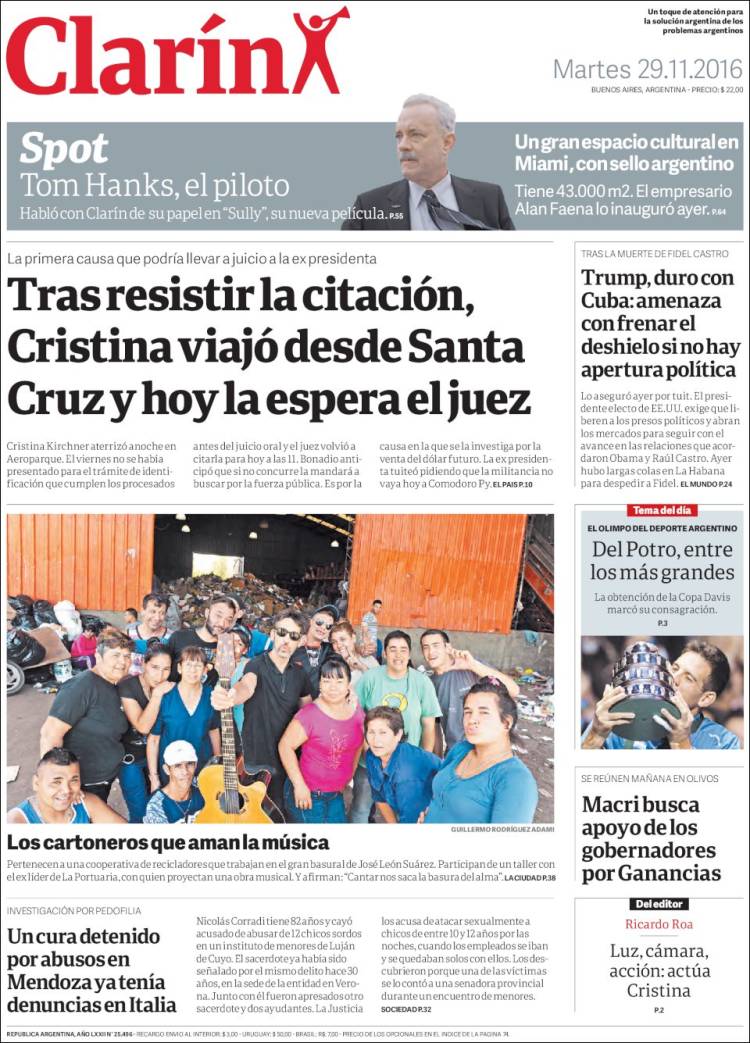 Clarín
Un toque de atención para
la solución argentina de los
problemas argentinos
Martes 29.11.2016
BUENOS AIRES, ARGENTINA - PRECIO: $ 22,00
Spot
Tom Hanks, el piloto
Habló con Clarín de su papel en “Sully”, su nueva película. P.55
Un gran espacio cultural en
Miami, con sello argentino
Tiene 43.000 m2. El empresario
Alan Faena lo inauguró ayer. P.64
La primera causa que podría llevar a juicio a la ex presidenta
Tras resistir la citación,
Cristina viajó desde Santa
Cruz y hoy la espera el juez
Cristina Kirchner aterrizó anoche en
Aeroparque. El viernes no se había
presentado para el trámite de identi-
ficación que cumplen los procesados
antes del juicio oral y el juez volvió a
citarla para hoy a las 11. Bonadio anti-
cipó que si no concurre la mandará a
buscar por la fuerza pública. Es por la
causa en la que se la investiga por la
venta del dólar futuro. La ex presiden-
ta tuiteó pidiendo que la militancia no
vaya hoy a Comodoro Py. EL PAIS P.10
TRAS LA MUERTE DE FIDEL CASTRO
Trump, duro con
Cuba: amenaza
con frenar el
deshielo si no hay
apertura política
Lo aseguró ayer por tuit. El presi-
dente electo de EE.UU. exige que li-
beren a los presos políticos y abran
los mercados para seguir con el
avance en las relaciones que acor-
daron Obama y Raúl Castro. Ayer
hubo largas colas en La Habana
para despedir a Fidel. EL MUNDO P.24
Tema del día
EL OLIMPO DEL DEPORTE ARGENTINO
Del Potro, entre
los más grandes
La obtención de la Copa Davis
marcó su consagración.
P.3
GUILLERMO RODRÍGUEZ ADAMI
Los cartoneros que aman la música
Pertenecen a una cooperativa de recicladores que trabajan en el gran basural de José León Suárez. Participan de un taller con
el ex líder de La Portuaria, con quien proyectan una obra musical. Y afirman: “Cantar nos saca la basura del alma”. LA CIUDAD P.38
SE REÚNEN MAÑANA EN OLIVOS
Macri busca
apoyo de los
gobernadores
por Ganancias
Del editor
Ricardo Roa
Luz, cámara,
acción: actúa
Cristina
P.2
INVESTIGACIÓN POR PEDOFILIA
Un cura detenido
por abusos en
Mendoza ya tenía
denuncias en Italia
Nicolás Corradi tiene 82 años y cayó
acusado de abusar de 12 chicos sordos
en un instituto de menores de Luján
de Cuyo. El sacerdote ya había sido
señalado por el mismo delito hace 30
años, en la sede de la entidad en Vero-
na. Junto con él fueron apresados otro
sacerdote y dos ayudantes. La Justicia
los acusa de atacar sexualmente a
chicos de entre 10 y 12 años por las
noches, cuando los empleados se iban
y se quedaban solos con ellos. Los des-
cubrieron porque una de las víctimas
se lo contó a una senadora provincial
durante un encuentro de menores.
SOCIEDAD P.32
REPUBLICA ARGENTINA, AÑO LXXII N° 25.486 - RECARGO ENVIO AL INTERIOR: $ 3,00 - URUGUAY: $ 50,00 - BRASIL: R$ 7,00 - PRECIO DE LOS OPCIONALES EN EL INDICE DE LA PAGINA 74.